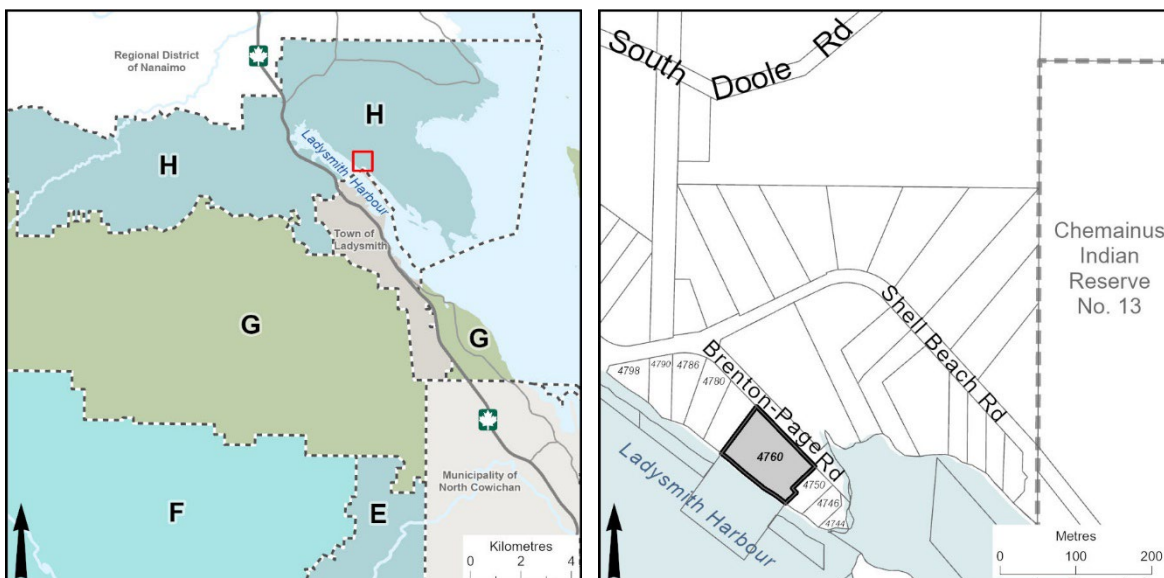 Regional District
of Nanaimo
H
H
Ladysmith Harbour
Town of
Ladysmith
G
G
Municipality of
North Cowichan
F
E
Kilometres
0 2 4
South Doole Rd
Chemainus
Indian
Reserve
No. 13
Shell Beach Rd
Brenton-Page Rd
4798
4790
4786
4780
4760
4750
4746
4744
Ladysmith Harbour
Metres
0 100 200